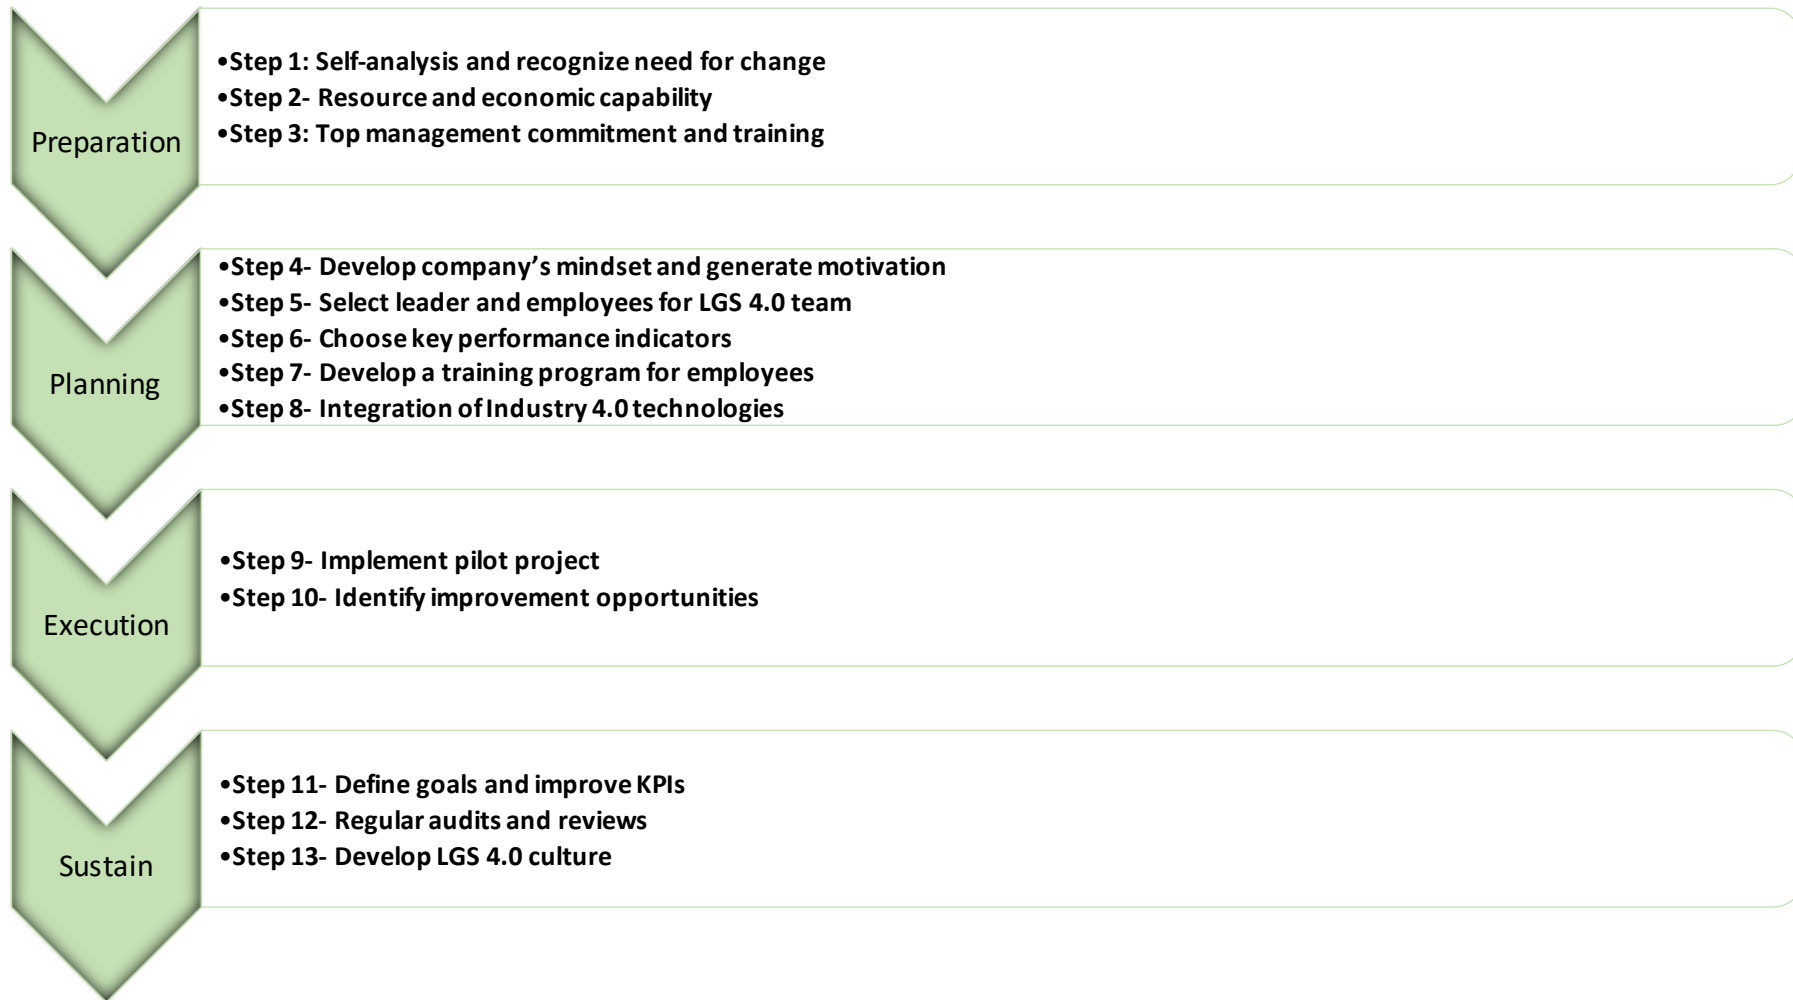 Preparation
•Step 1: Self-analysis and recognize need for change
•Step 2- Resource and economic capability
•Step 3: Top management commitment and training
Planning
•Step 4- Develop company’s mindset and generate motivation
•Step 5- Select leader and employees for LGS 4.0 team
•Step 6- Choose key performance indicators
•Step 7- Develop a training program for employees
•Step 8- Integration of Industry 4.0 technologies
Execution
•Step 9- Implement pilot project
•Step 10- Identify improvement opportunities
Sustain
•Step 11- Define goals and improve KPIs
•Step 12- Regular audits and reviews
•Step 13- Develop LGS 4.0 culture